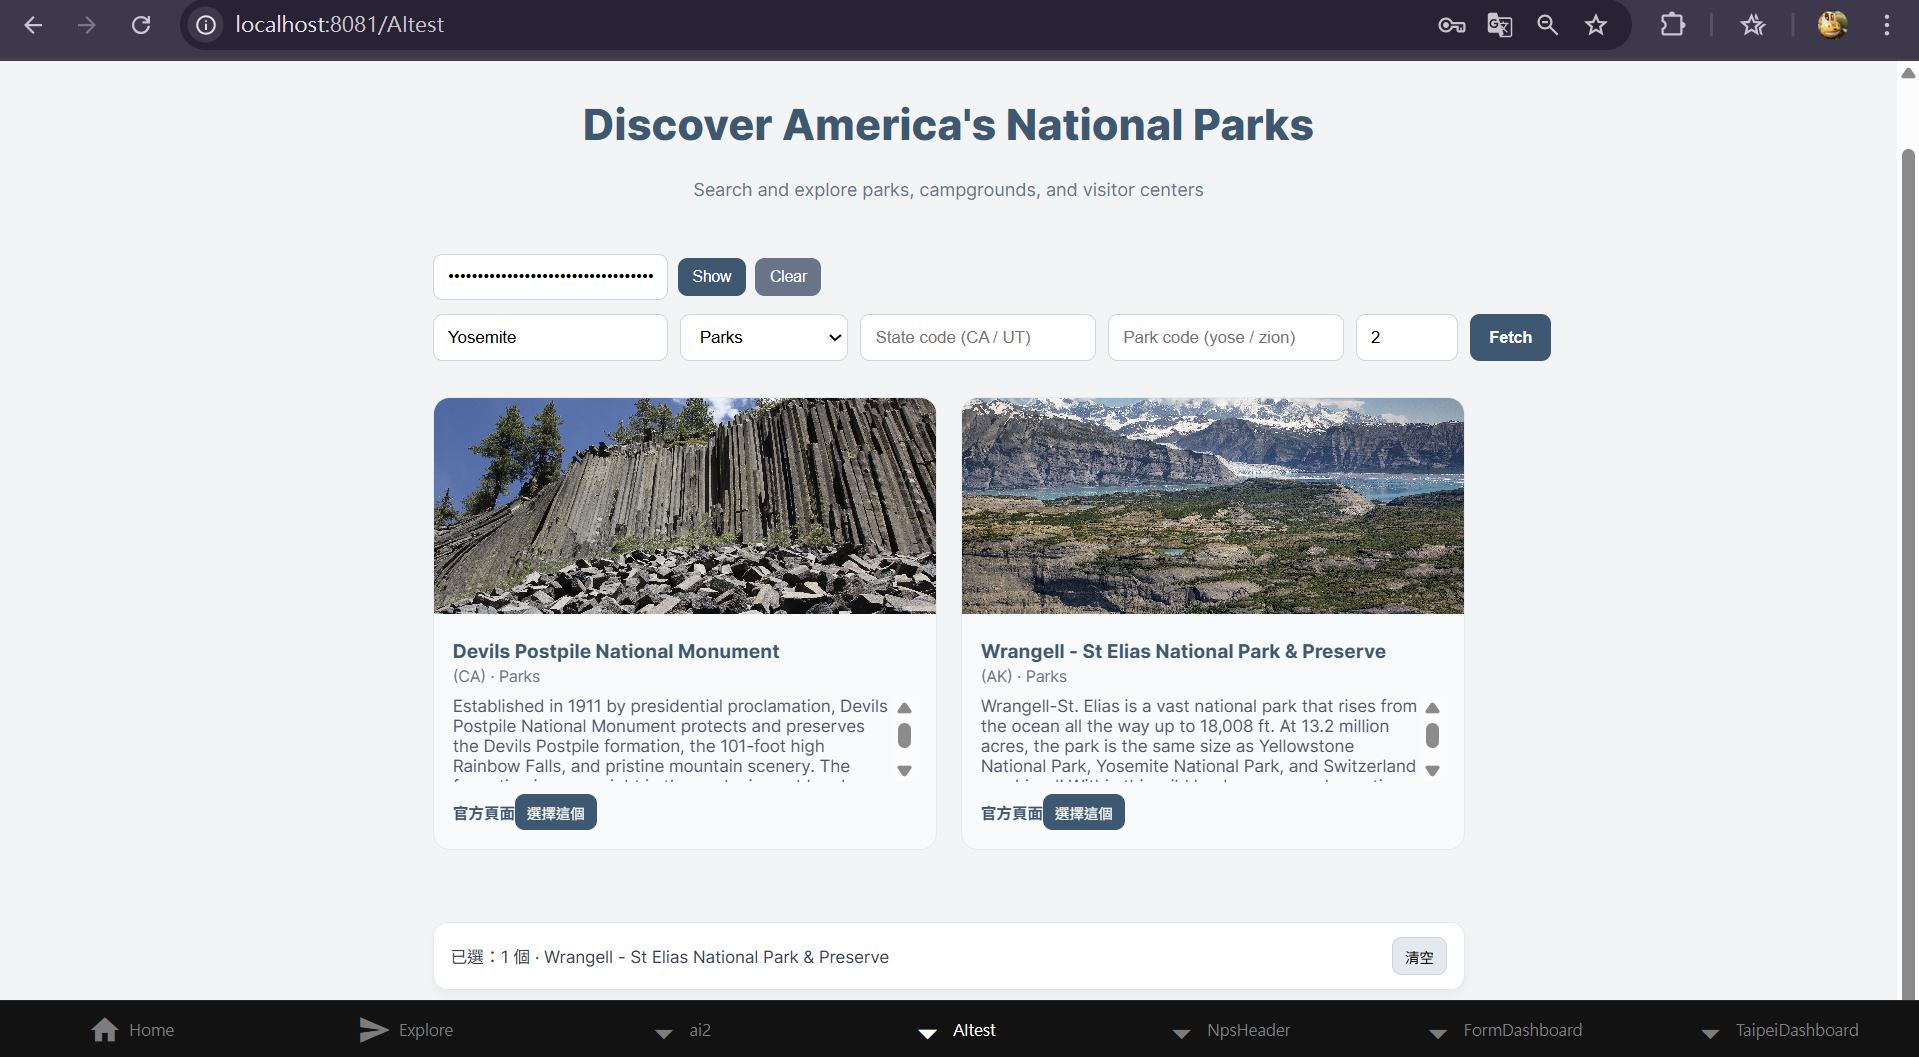 localhost:8081/AItest
Discover America's National Parks
Search and explore parks, campgrounds, and visitor centers
Show
Clear
Yosemite
Parks
State code (CA / UT)
Park code (yose / zion)
2
Fetch
Devils Postpile National Monument
(CA) · Parks
Established in 1911 by presidential proclamation, Devils
Postpile National Monument protects and preserves
the Devils Postpile formation, the 101-foot high
Rainbow Falls, and pristine mountain scenery. The
官方頁面
選擇這個
Wrangell - St Elias National Park & Preserve
(AK) · Parks
Wrangell-St. Elias is a vast national park that rises from
the ocean all the way up to 18,008 ft. At 13.2 million
acres, the park is the same size as Yellowstone
National Park, Yosemite National Park, and Switzerland
官方頁面
選擇這個
已選：1 個 · Wrangell - St Elias National Park & Preserve
清空
Home
Explore
ai2
AItest
NpsHeader
FormDashboard
TaipeiDashboard